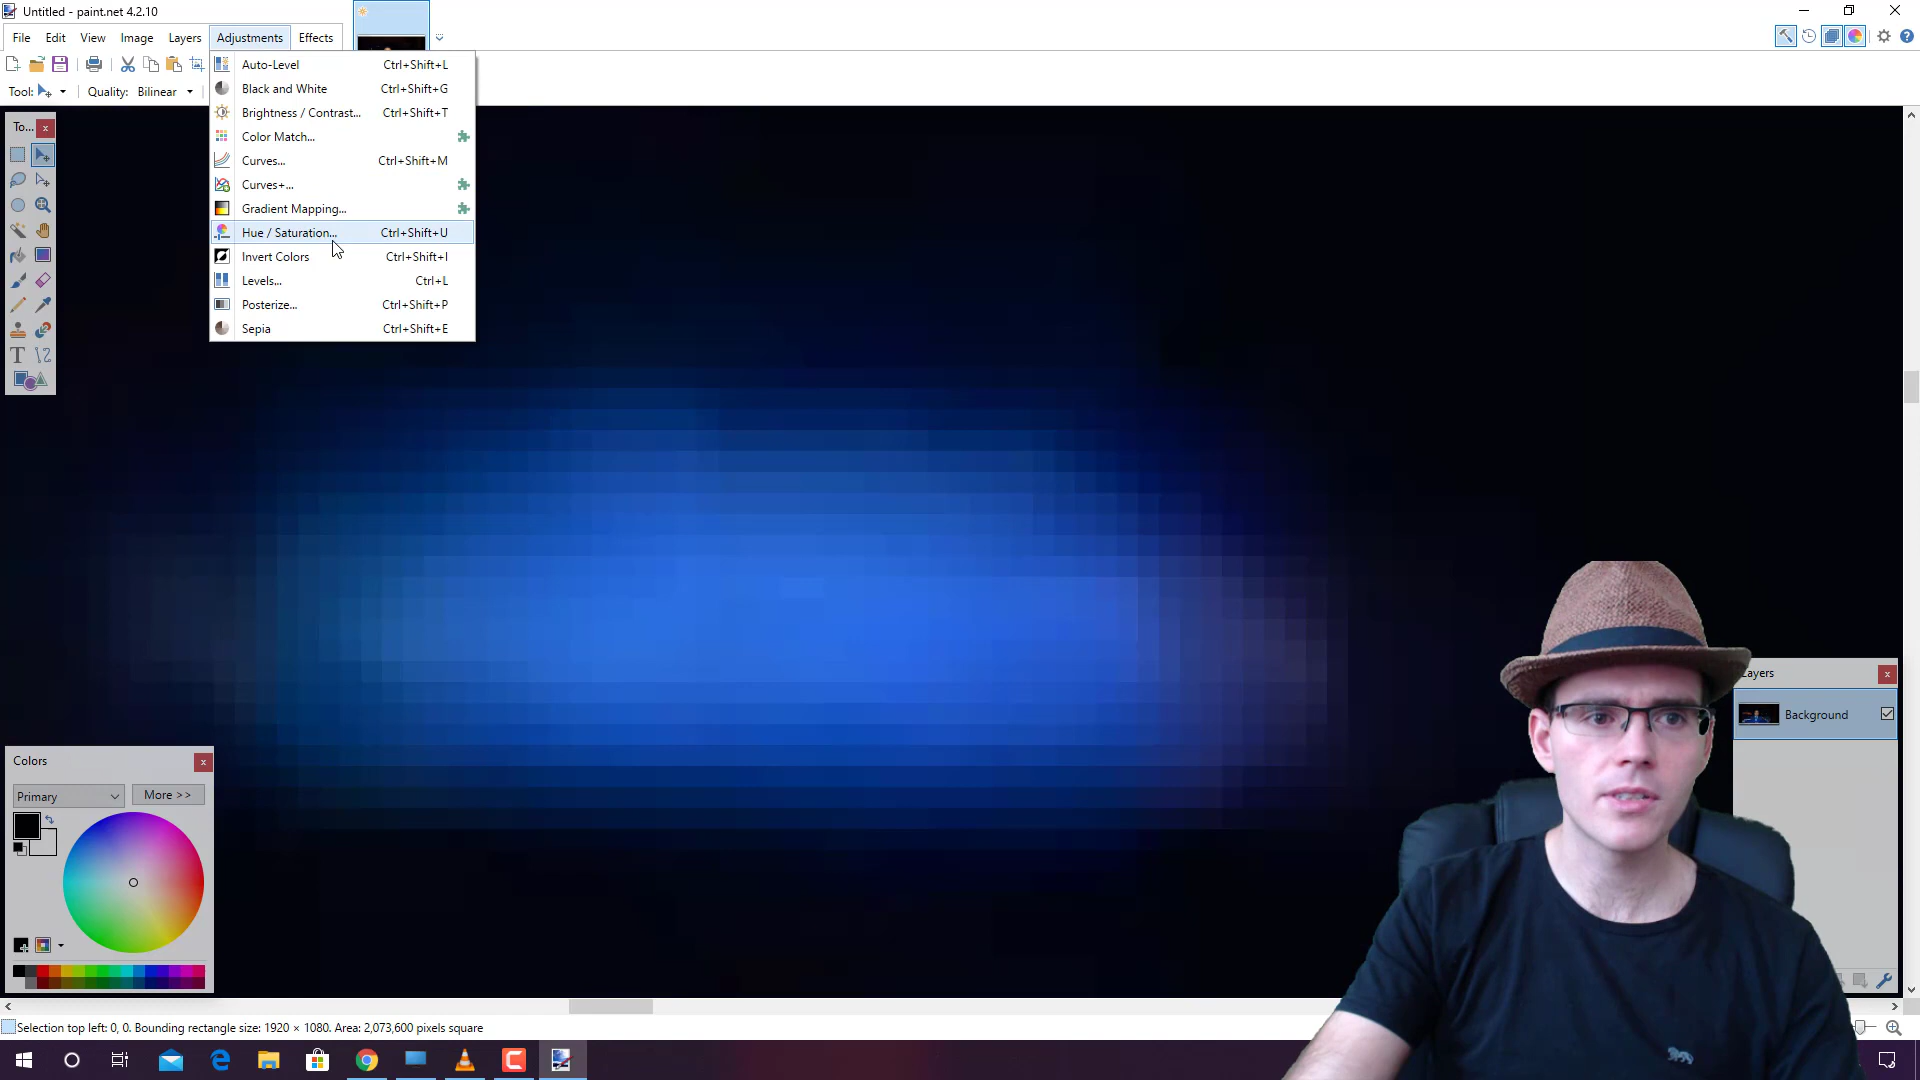 Untitled - paint.net 4.2.10
File Edit View Image Layers Adjustments Effects
Auto-Level Ctrl+Shift+L
Black and White Ctrl+Shift+G
Brightness / Contrast... Ctrl+Shift+T
Color Match...
Curves... Ctrl+Shift+M
Curves+...
Gradient Mapping...
Hue / Saturation... Ctrl+Shift+U
Invert Colors Ctrl+Shift+I
Levels... Ctrl+L
Posterize... Ctrl+Shift+P
Sepia Ctrl+Shift+E
Tool: Quality: Bilinear
To...
Layers
Background
Colors
Primary More >>
Selection top left: 0, 0. Bounding rectangle size: 1920 × 1080. Area: 2,073,600 pixels square